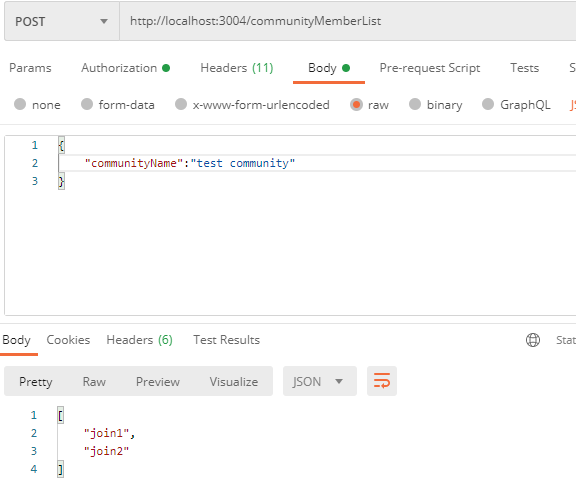 POST http://localhost:3004/communityMemberList
Params Authorization Headers (11) Body Pre-request Script Tests S
none form-data x-www-form-urlencoded raw binary GraphQL JS
1 {
2 "communityName":"test community"
3 }
Body Cookies Headers (6) Test Results Stat
Pretty Raw Preview Visualize JSON
1 [
2 "join1",
3 "join2"
4 ]